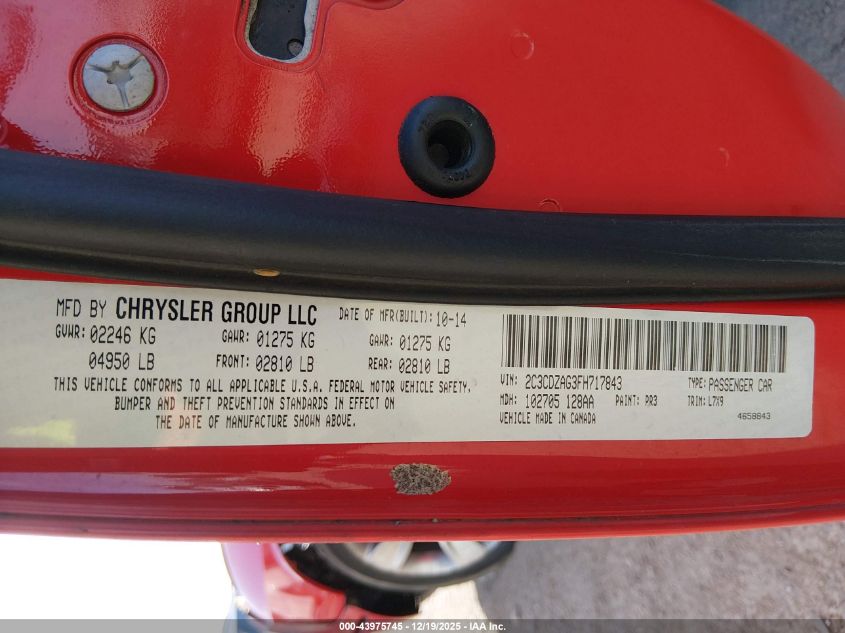 MFD BY CHRYSLER GROUP LLC DATE OF MFR(BUILT): 10-14
GVWR: 02246 KG GAWR: 01275 KG GAWR: 01275 KG
04950 LB FRONT: 02810 LB REAR: 02810 LB
THIS VEHICLE CONFORMS TO ALL APPLICABLE U.S.A. FEDERAL MOTOR VEHICLE SAFETY,
BUMPER AND THEFT PREVENTION STANDARDS IN EFFECT ON
THE DATE OF MANUFACTURE SHOWN ABOVE.
VIN: 2C3CDZAG3FH717843 TYPE: PASSENGER CAR
MDH: 102705 128AA PAINT: PR3 TRIM: L7X9
VEHICLE MADE IN CANADA 4658843
000-43975745 - 12/19/2025 - IAA, Inc.